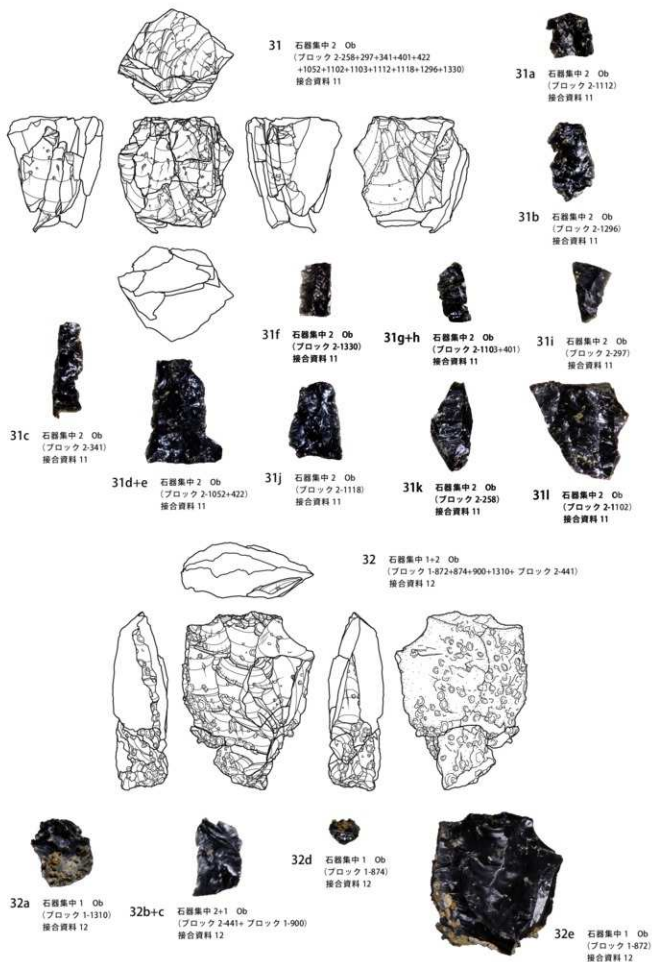 31 石器集中 2 Ob
(ブロック 2-258+297+341+401+422
+1052+1102+1103+1112+1118+1296+1330)
接合資料 11
31a 石器集中 2 Ob
(ブロック 2-1112)
接合資料 11
31b 石器集中 2 Ob
(ブロック 2-1296)
接合資料 11
31f 石器集中 2 Ob
(ブロック 2-1330)
接合資料 11
31g+h 石器集中 2 Ob
(ブロック 2-1103+401)
接合資料 11
31i 石器集中 2 Ob
(ブロック 2-297)
接合資料 11
31c 石器集中 2 Ob
(ブロック 2-341)
接合資料 11
31d+e 石器集中 2 Ob
(ブロック 2-1052+422)
接合資料 11
31j 石器集中 2 Ob
(ブロック 2-1118)
接合資料 11
31k 石器集中 2 Ob
(ブロック 2-258)
接合資料 11
31l 石器集中 2 Ob
(ブロック 2-1102)
接合資料 11
32 石器集中 1+2 Ob
(ブロック 1-872+874+900+1310+ ブロック 2-441)
接合資料 12
32a 石器集中 1 Ob
(ブロック 1-1310)
接合資料 12
32b+c 石器集中 2+1 Ob
(ブロック 2-441+ ブロック 1-900)
接合資料 12
32d 石器集中 1 Ob
(ブロック 1-874)
接合資料 12
32e 石器集中 1 Ob
(ブロック 1-872)
接合資料 12